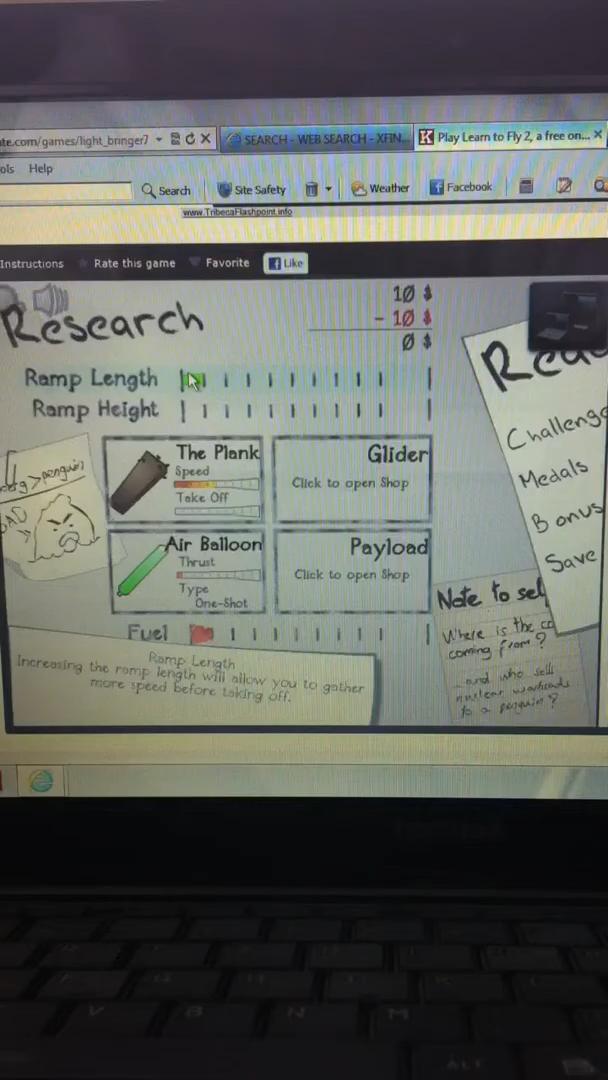 ate.com/games/light_bringer7
SEARCH - WEB SEARCH - XFIN...
Play Learn to Fly 2, a free on...
ols Help
Search
Site Safety
Weather
Facebook
www.TribecaFlashpoint.info
Instructions
Rate this game
Favorite
Like
Research
10 $
- 10 $
0 $
Ramp Length
Ramp Height
The Plank
Speed
Take Off
Glider
Click to open Shop
Air Balloon
Thrust
Type
One-Shot
Payload
Click to open Shop
Fuel
Ramp Length
Increasing the ramp length will allow you to gather
more speed before taking off.
>penguin
BAD
Challenge
Medals
Bonus
Save
Note to sel
Where is the
coming from?
...and who sells
nuclear warheads
to a penguin?
V
B
N
M
ALT